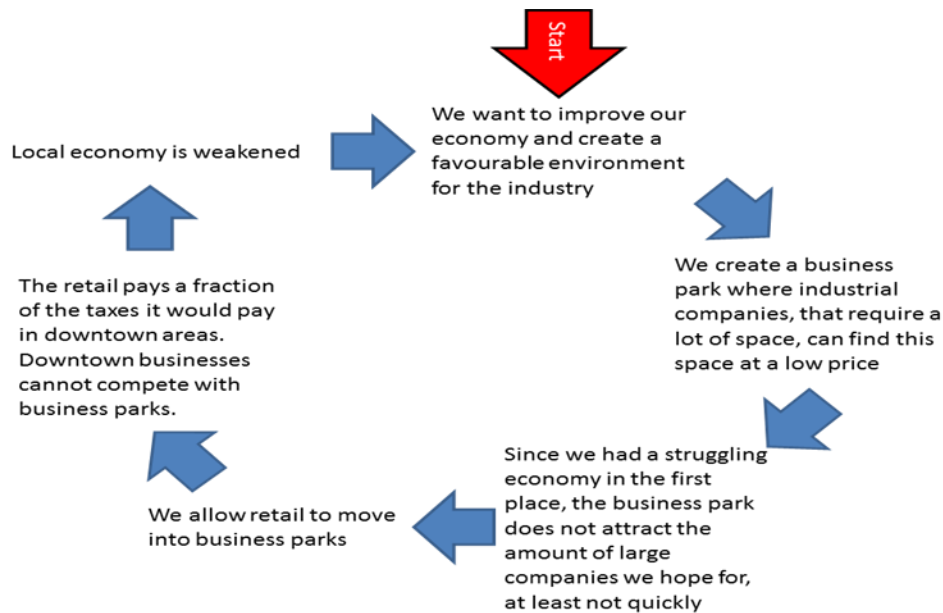 Start
We want to improve our
economy and create a
favourable environment
for the industry
We create a business
park where industrial
companies, that require a
lot of space, can find this
space at a low price
Since we had a struggling
economy in the first
place, the business park
does not attract the
amount of large
companies we hope for,
at least not quickly
We allow retail to move
into business parks
The retail pays a fraction
of the taxes it would pay
in downtown areas.
Downtown businesses
cannot compete with
business parks.
Local economy is weakened